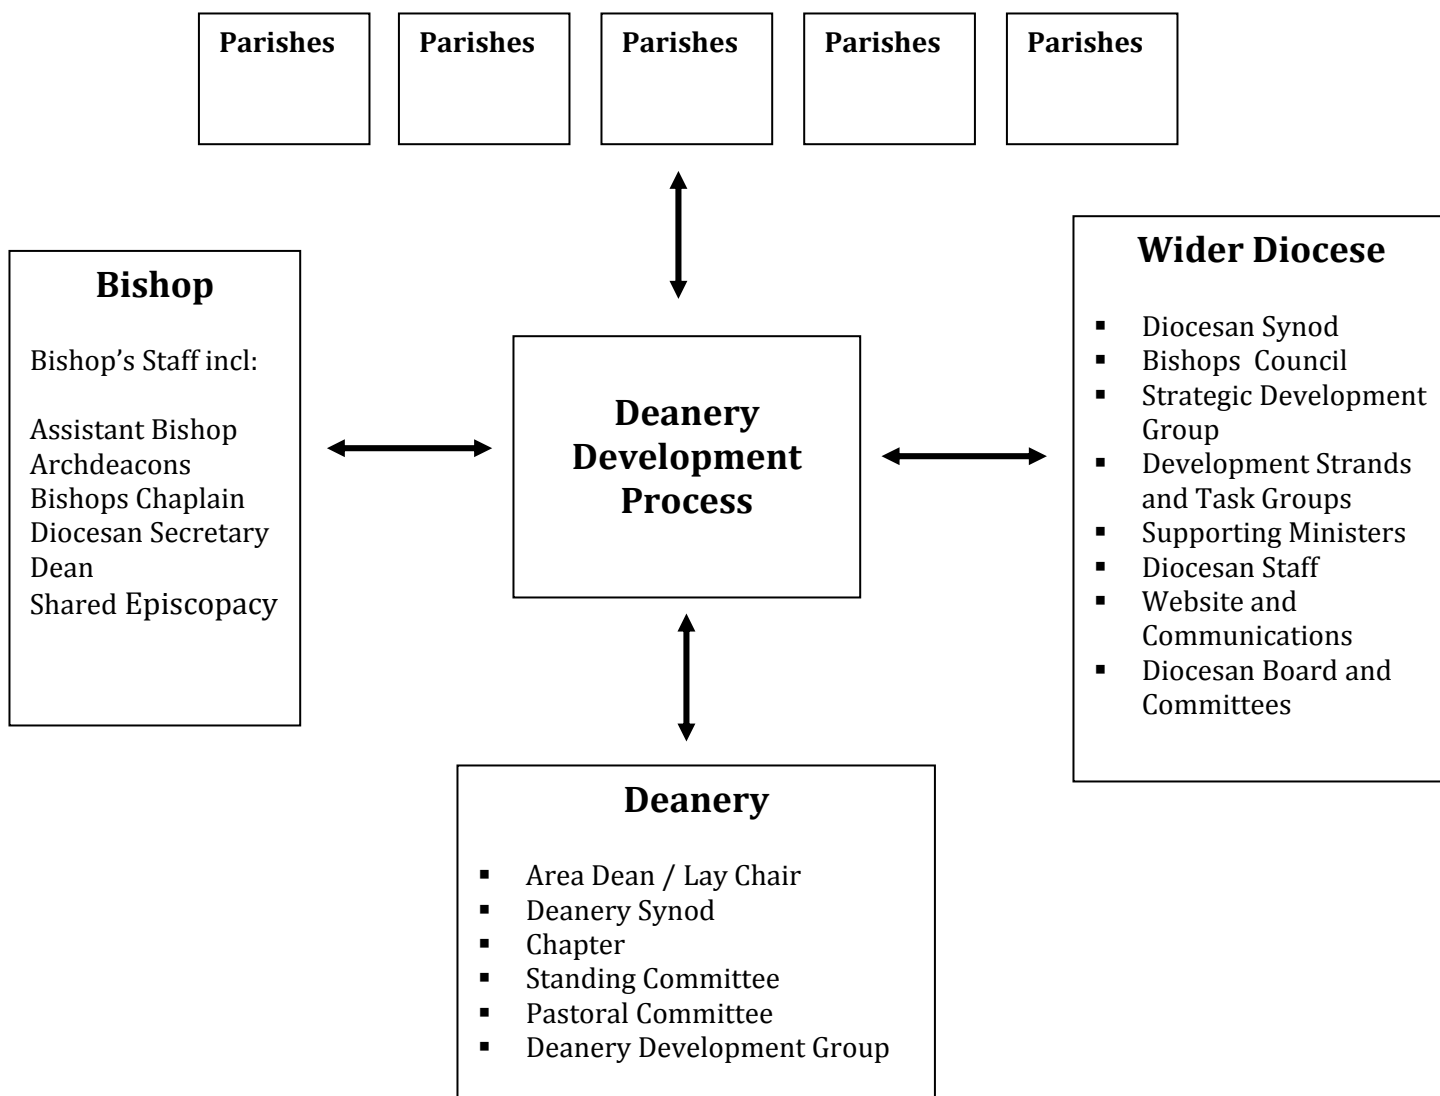 Parishes
Parishes
Parishes
Parishes
Parishes
Bishop
Bishop’s Staff incl:
Assistant Bishop
Archdeacons
Bishops Chaplain
Diocesan Secretary
Dean
Shared Episcopacy
Deanery
Development
Process
Wider Diocese
▪ Diocesan Synod
▪ Bishops Council
▪ Strategic Development
Group
▪ Development Strands
and Task Groups
▪ Supporting Ministers
▪ Diocesan Staff
▪ Website and
Communications
▪ Diocesan Board and
Committees
Deanery
▪ Area Dean / Lay Chair
▪ Deanery Synod
▪ Chapter
▪ Standing Committee
▪ Pastoral Committee
▪ Deanery Development Group